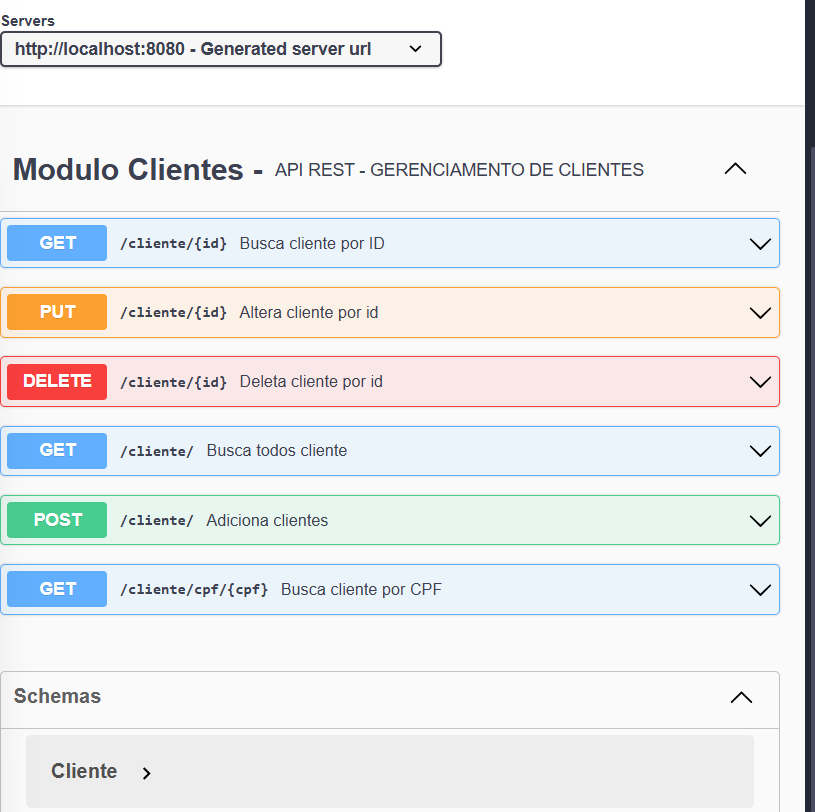 Servers
http://localhost:8080 - Generated server url
Modulo Clientes - API REST - GERENCIAMENTO DE CLIENTES
GET /cliente/{id} Busca cliente por ID
PUT /cliente/{id} Altera cliente por id
DELETE /cliente/{id} Deleta cliente por id
GET /cliente/ Busca todos cliente
POST /cliente/ Adiciona clientes
GET /cliente/cpf/{cpf} Busca cliente por CPF
Schemas
Cliente